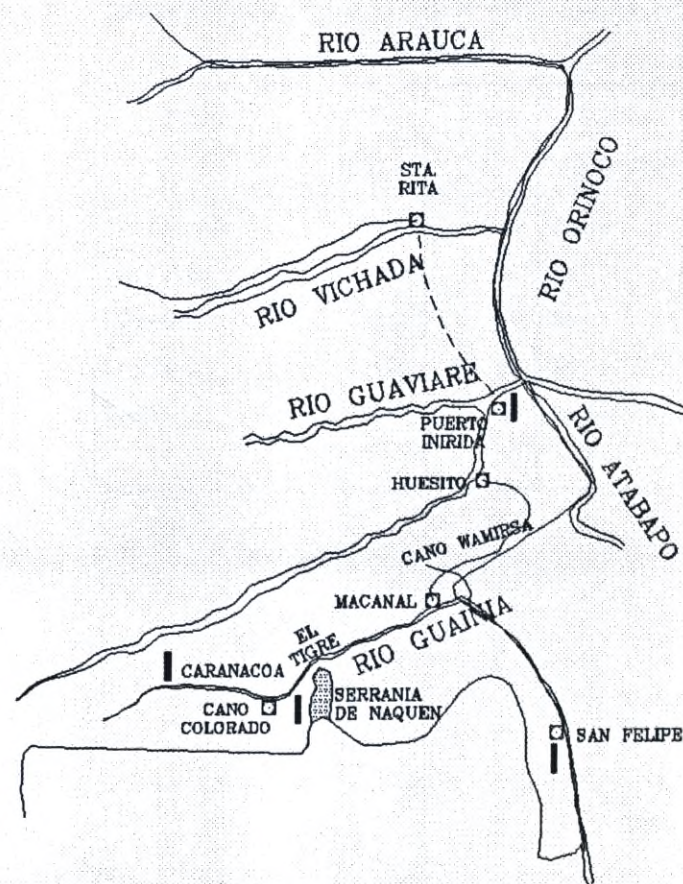 RIO ARAUCA
STA.
RITA
RIO ORINOCO
RIO VICHADA
RIO GUAVIARE
PUERTO
INIRIDA
RIO ATABAPO
HUESITO
CANO WAMIRSA
MACANAL
RIO GUAINIA
EL
TIGRE
CARANACOA
CANO
COLORADO
SERRANIA
DE NAQUEN
SAN FELIPE